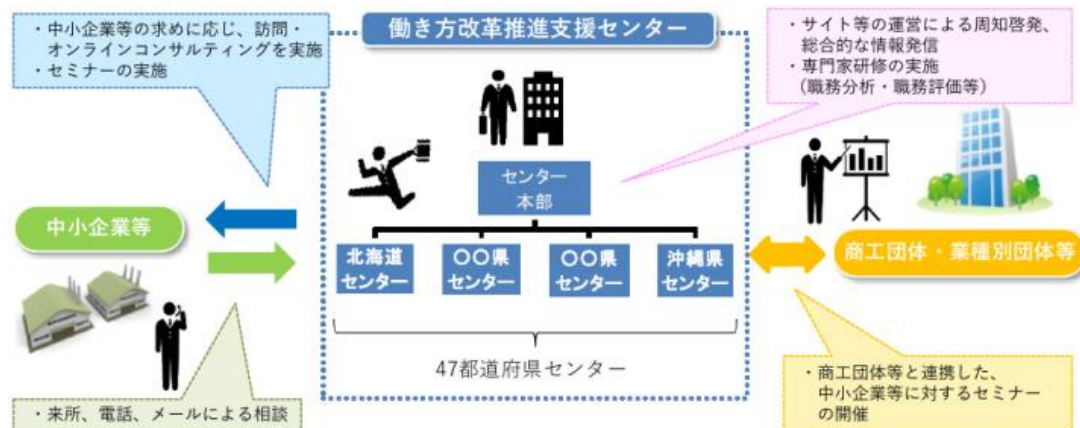 ・中小企業等の求めに応じ、訪問・
オンラインコンサルティングを実施
・セミナーの実施
働き方改革推進支援センター
・サイト等の運営による周知啓発、
総合的な情報発信
・専門家研修の実施
(職務分析・職務評価等)
センター
本部
中小企業等
北海道
センター
〇〇県
センター
〇〇県
センター
沖縄県
センター
商工団体・業種別団体等
47都道府県センター
・来所、電話、メールによる相談
・商工団体等と連携した、
中小企業等に対するセミナー
の開催